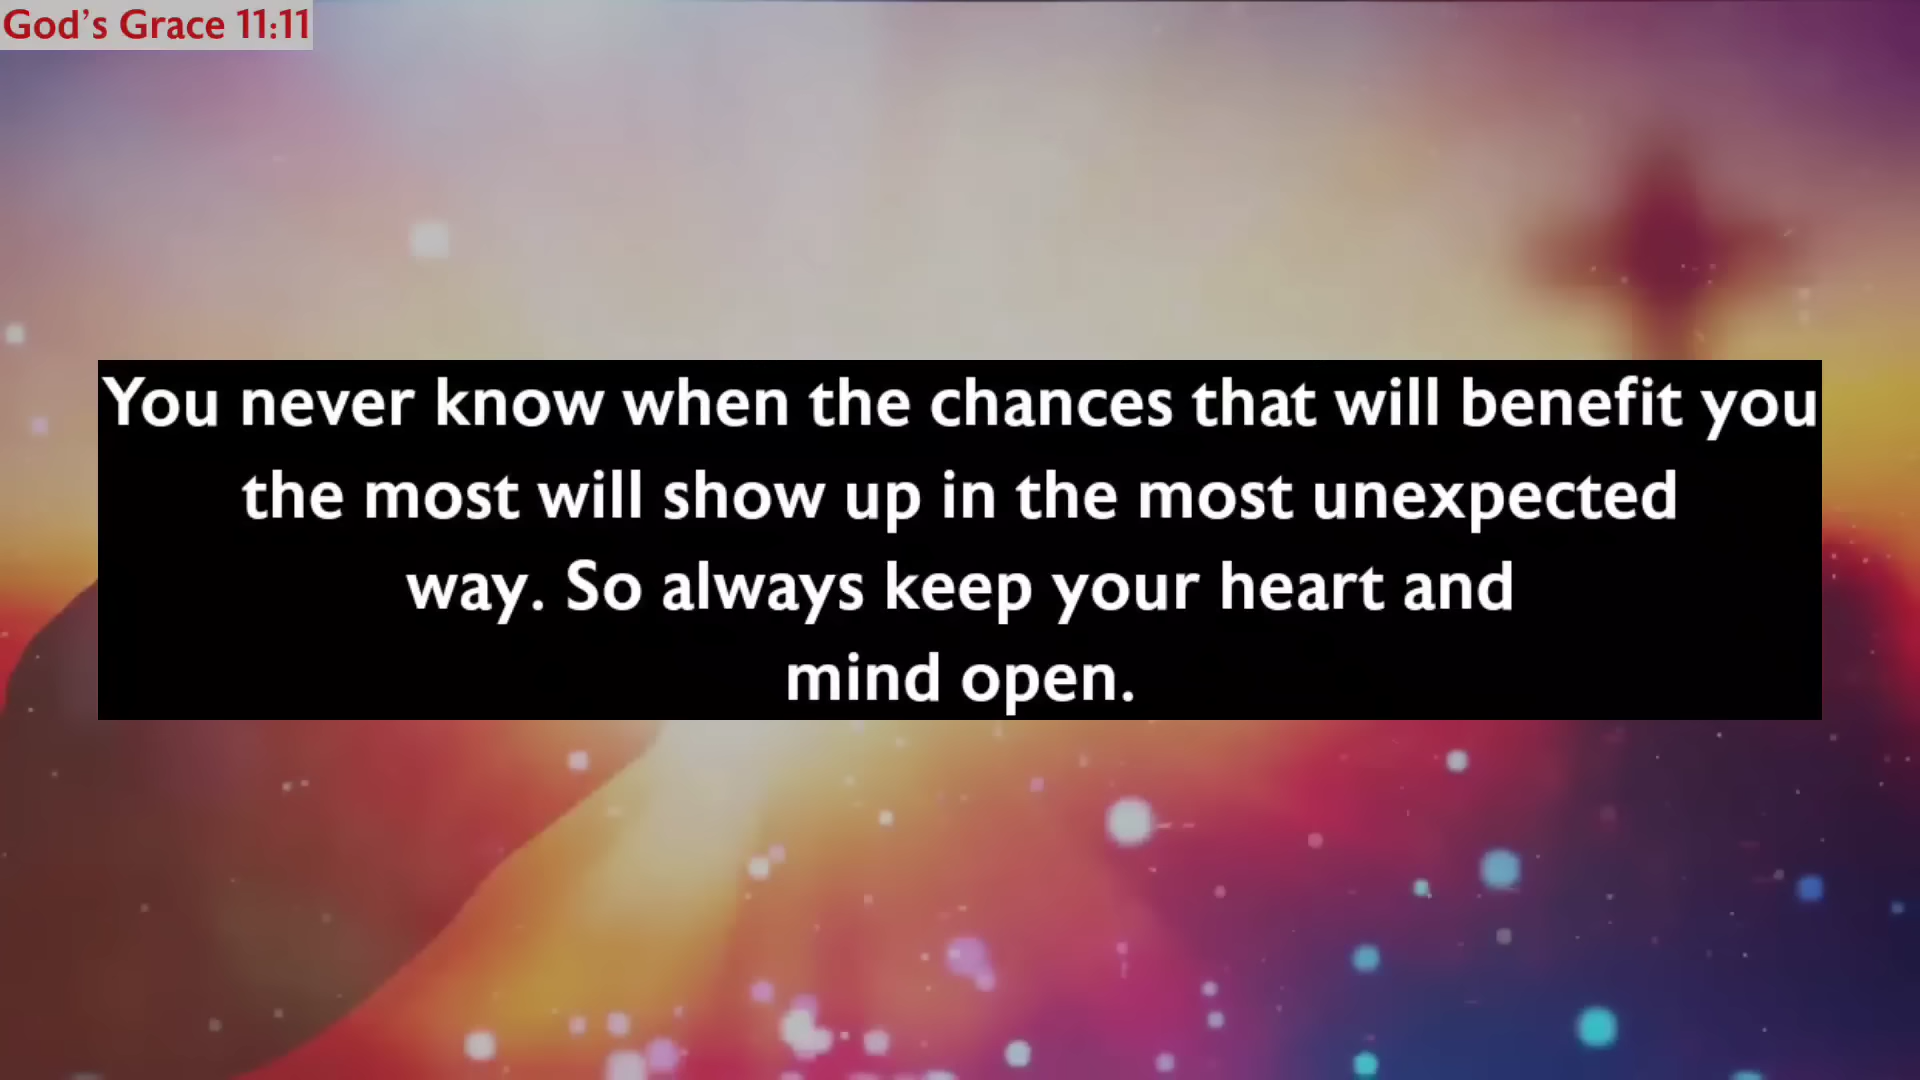 God's Grace 11:11
You never know when the chances that will benefit you
the most will show up in the most unexpected
way. So always keep your heart and
mind open.